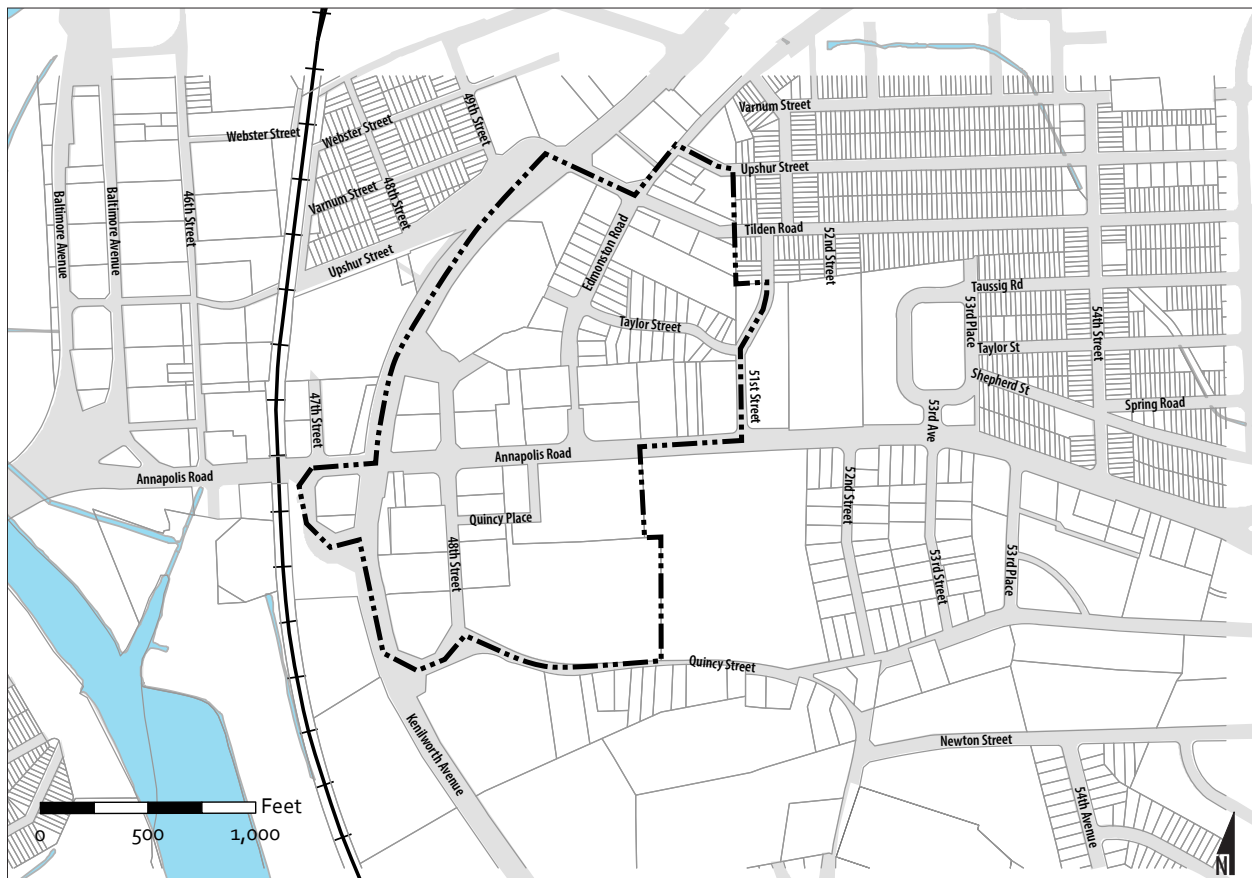 49th Street
Varnum Street
Webster Street
Webster Street
Upshur Street
Varnum Street
48th Street
Baltimore Avenue
Baltimore Avenue
46th Street
Upshur Street
Edmonston Road
Tilden Road
52nd Street
Taussig Rd
Taylor Street
53rd Place
54th Street
Taylor St
Shepherd St
47th Street
51st Street
53rd Ave
Spring Road
Annapolis Road
Annapolis Road
52nd Street
Quincy Place
48th Street
53rd Street
53rd Place
Quincy Street
Kenilworth Avenue
Newton Street
54th Avenue
Feet
0 500 1,000
N